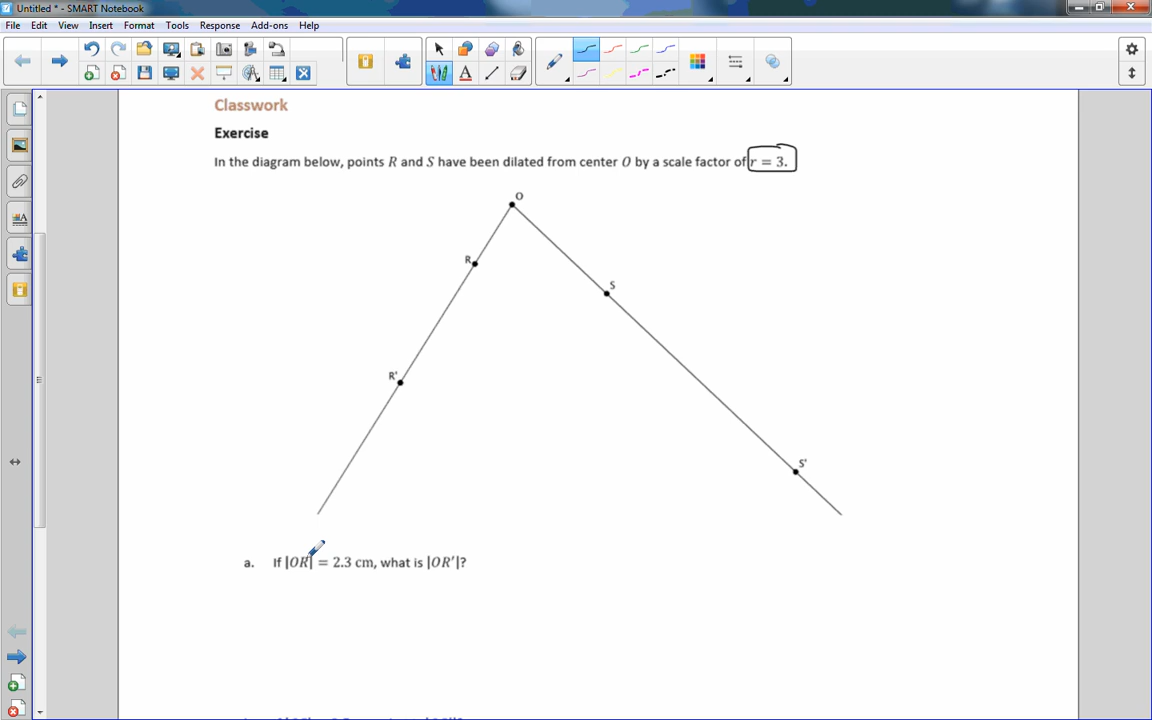 Untitled * - SMART Notebook
File Edit View Insert Format Tools Response Add-ons Help
Classwork
Exercise
In the diagram below, points R and S have been dilated from center O by a scale factor of r = 3.
O
R
S
R'
S'
a. If |OR| = 2.3 cm, what is |OR′|?